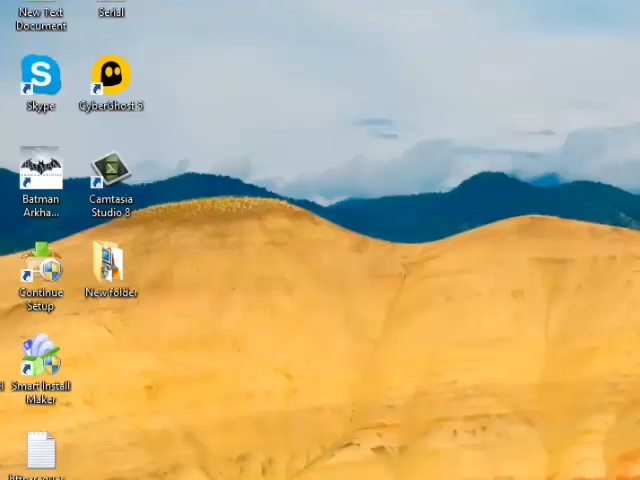 New Text
Document
Serial
Skype
CyberGhost 5
Batman
Arkha...
Camtasia
Studio 8
Continue
Setup
New folder
Smart Install
Maker